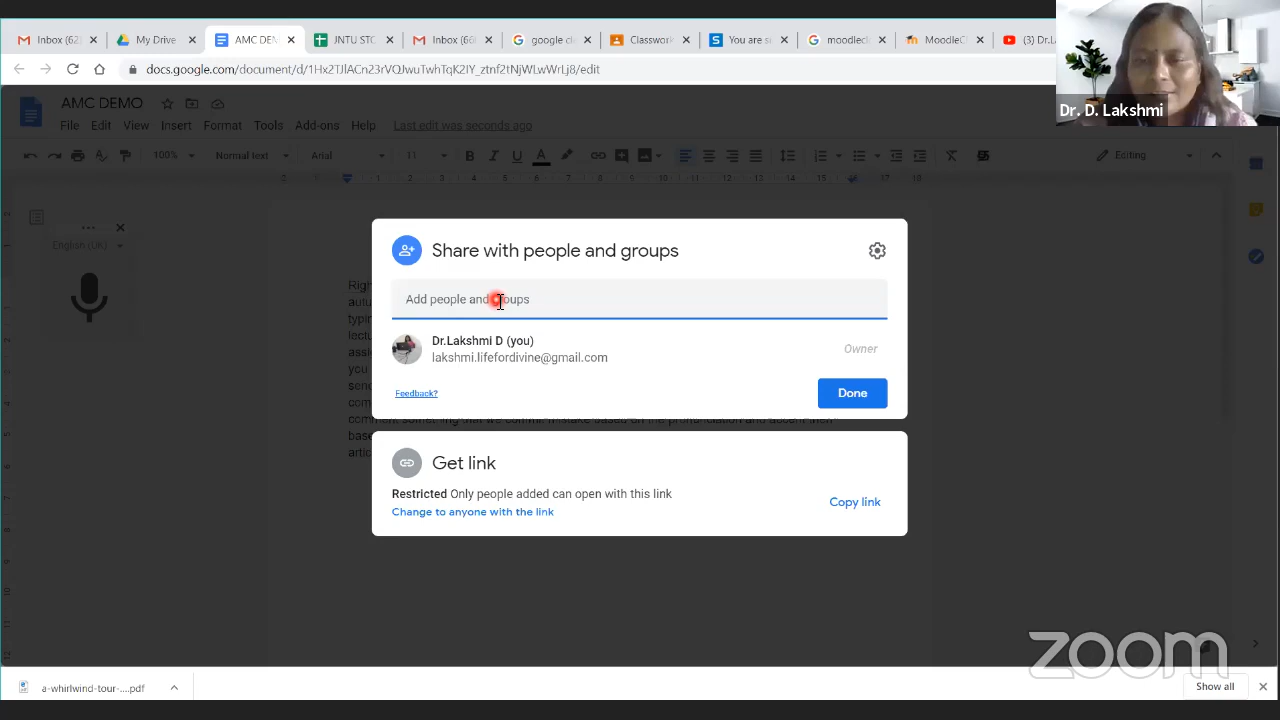 Inbox (62
My Drive
AMC DEM
JNTU STO
Inbox (66
google cl
Classwor
You are s
moodlecl
MoodleC
(3) Dr.L
docs.google.com/document/d/
/edit
AMC DEMO
File Edit View Insert Format Tools Add-ons Help Last edit was seconds ago
100% Normal text Arial 11 Editing
English (UK)
Share with people and groups
Add people and groups
Dr.Lakshmi D (you)
lakshmi.lifefordivine@gmail.com
Owner
Feedback?
Done
Get link
Restricted Only people added can open with this link
Change to anyone with the link
Copy link
Dr. D. Lakshmi
zoom
a-whirlwind-tour-....pdf
Show all